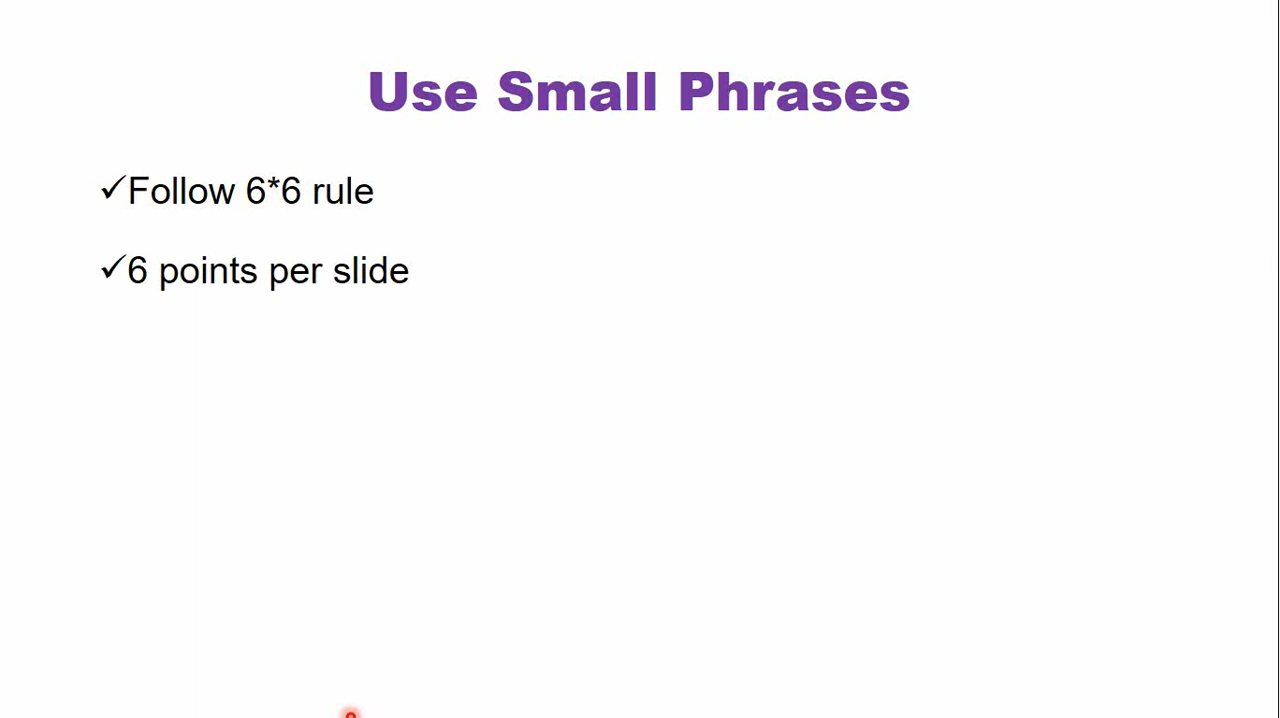 Use Small Phrases
✓Follow 6*6 rule
✓6 points per slide